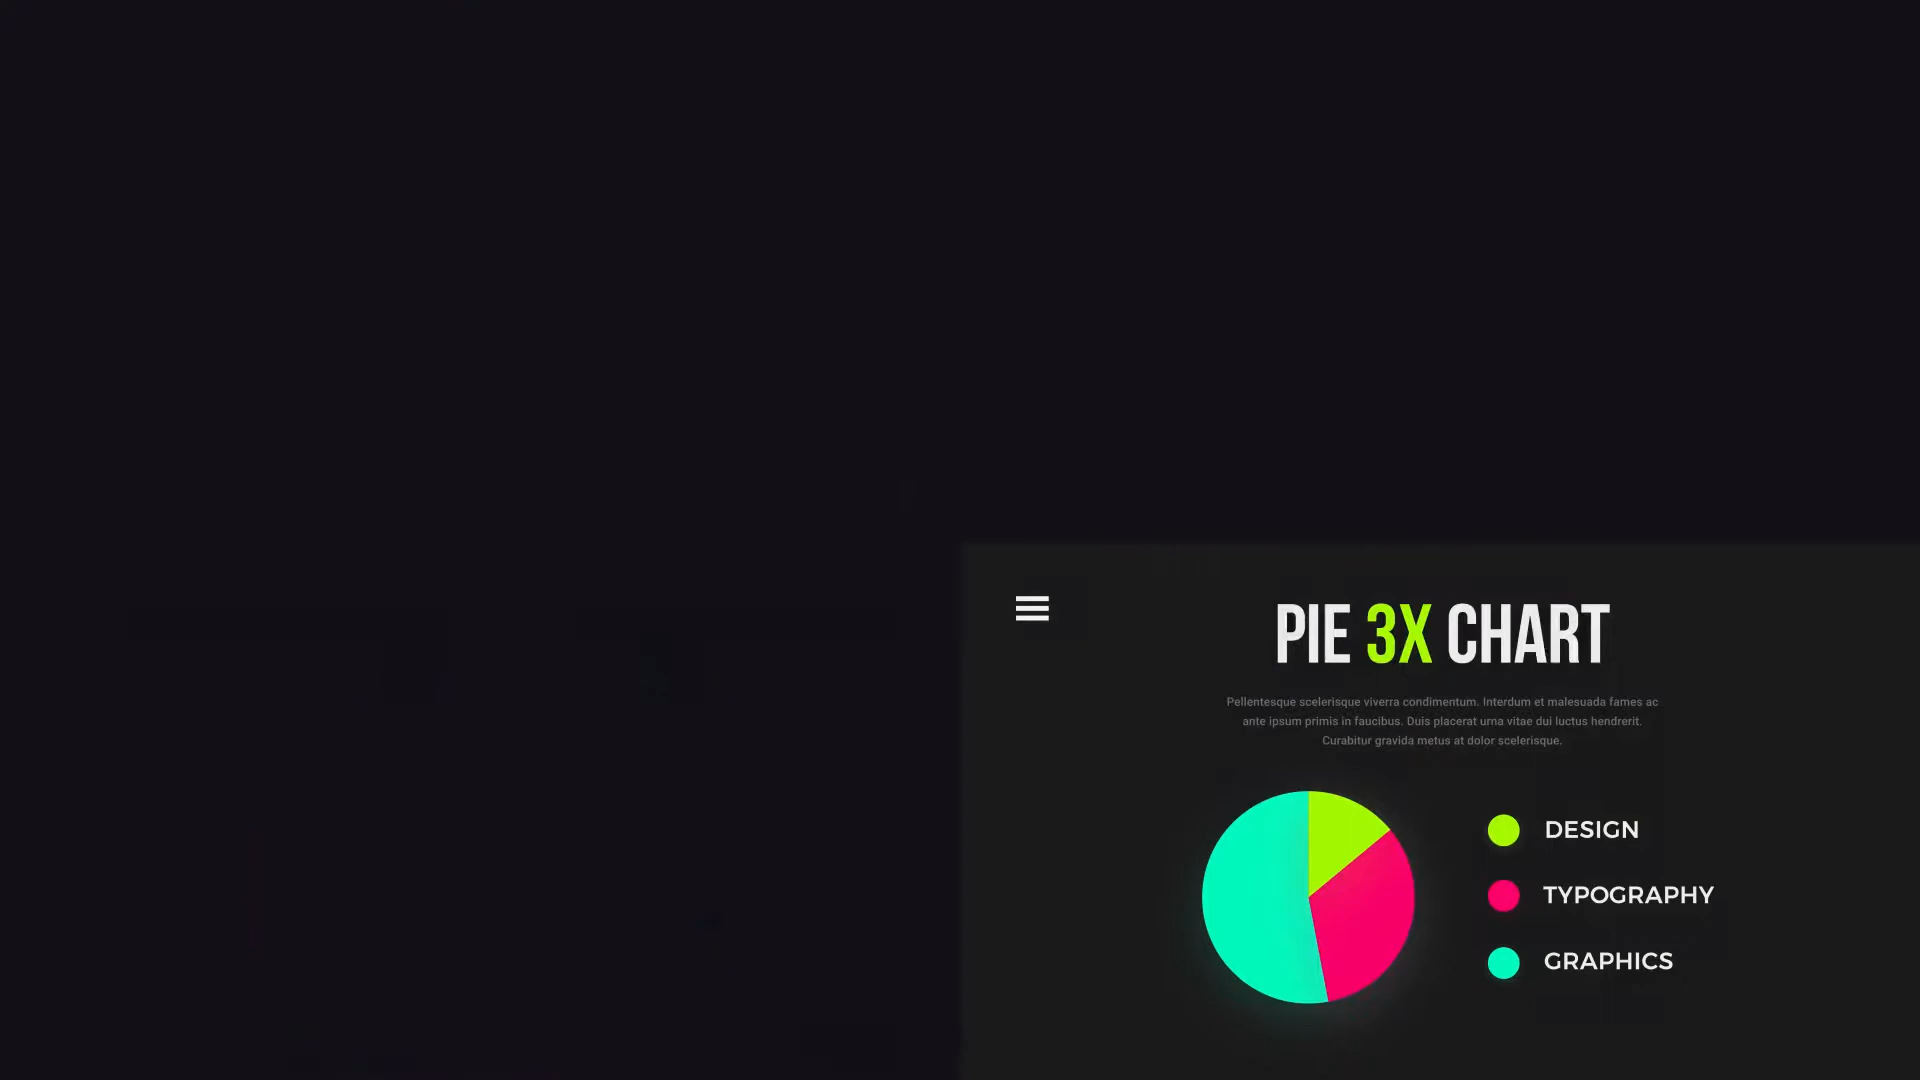 PIE 3X CHART
Pellentesque scelerisque viverra condimentum. Interdum et malesuada fames ac
ante ipsum primis in faucibus. Duis placerat urna vitae dui luctus hendrerit.
Curabitur gravida metus at dolor scelerisque.
DESIGN
TYPOGRAPHY
GRAPHICS